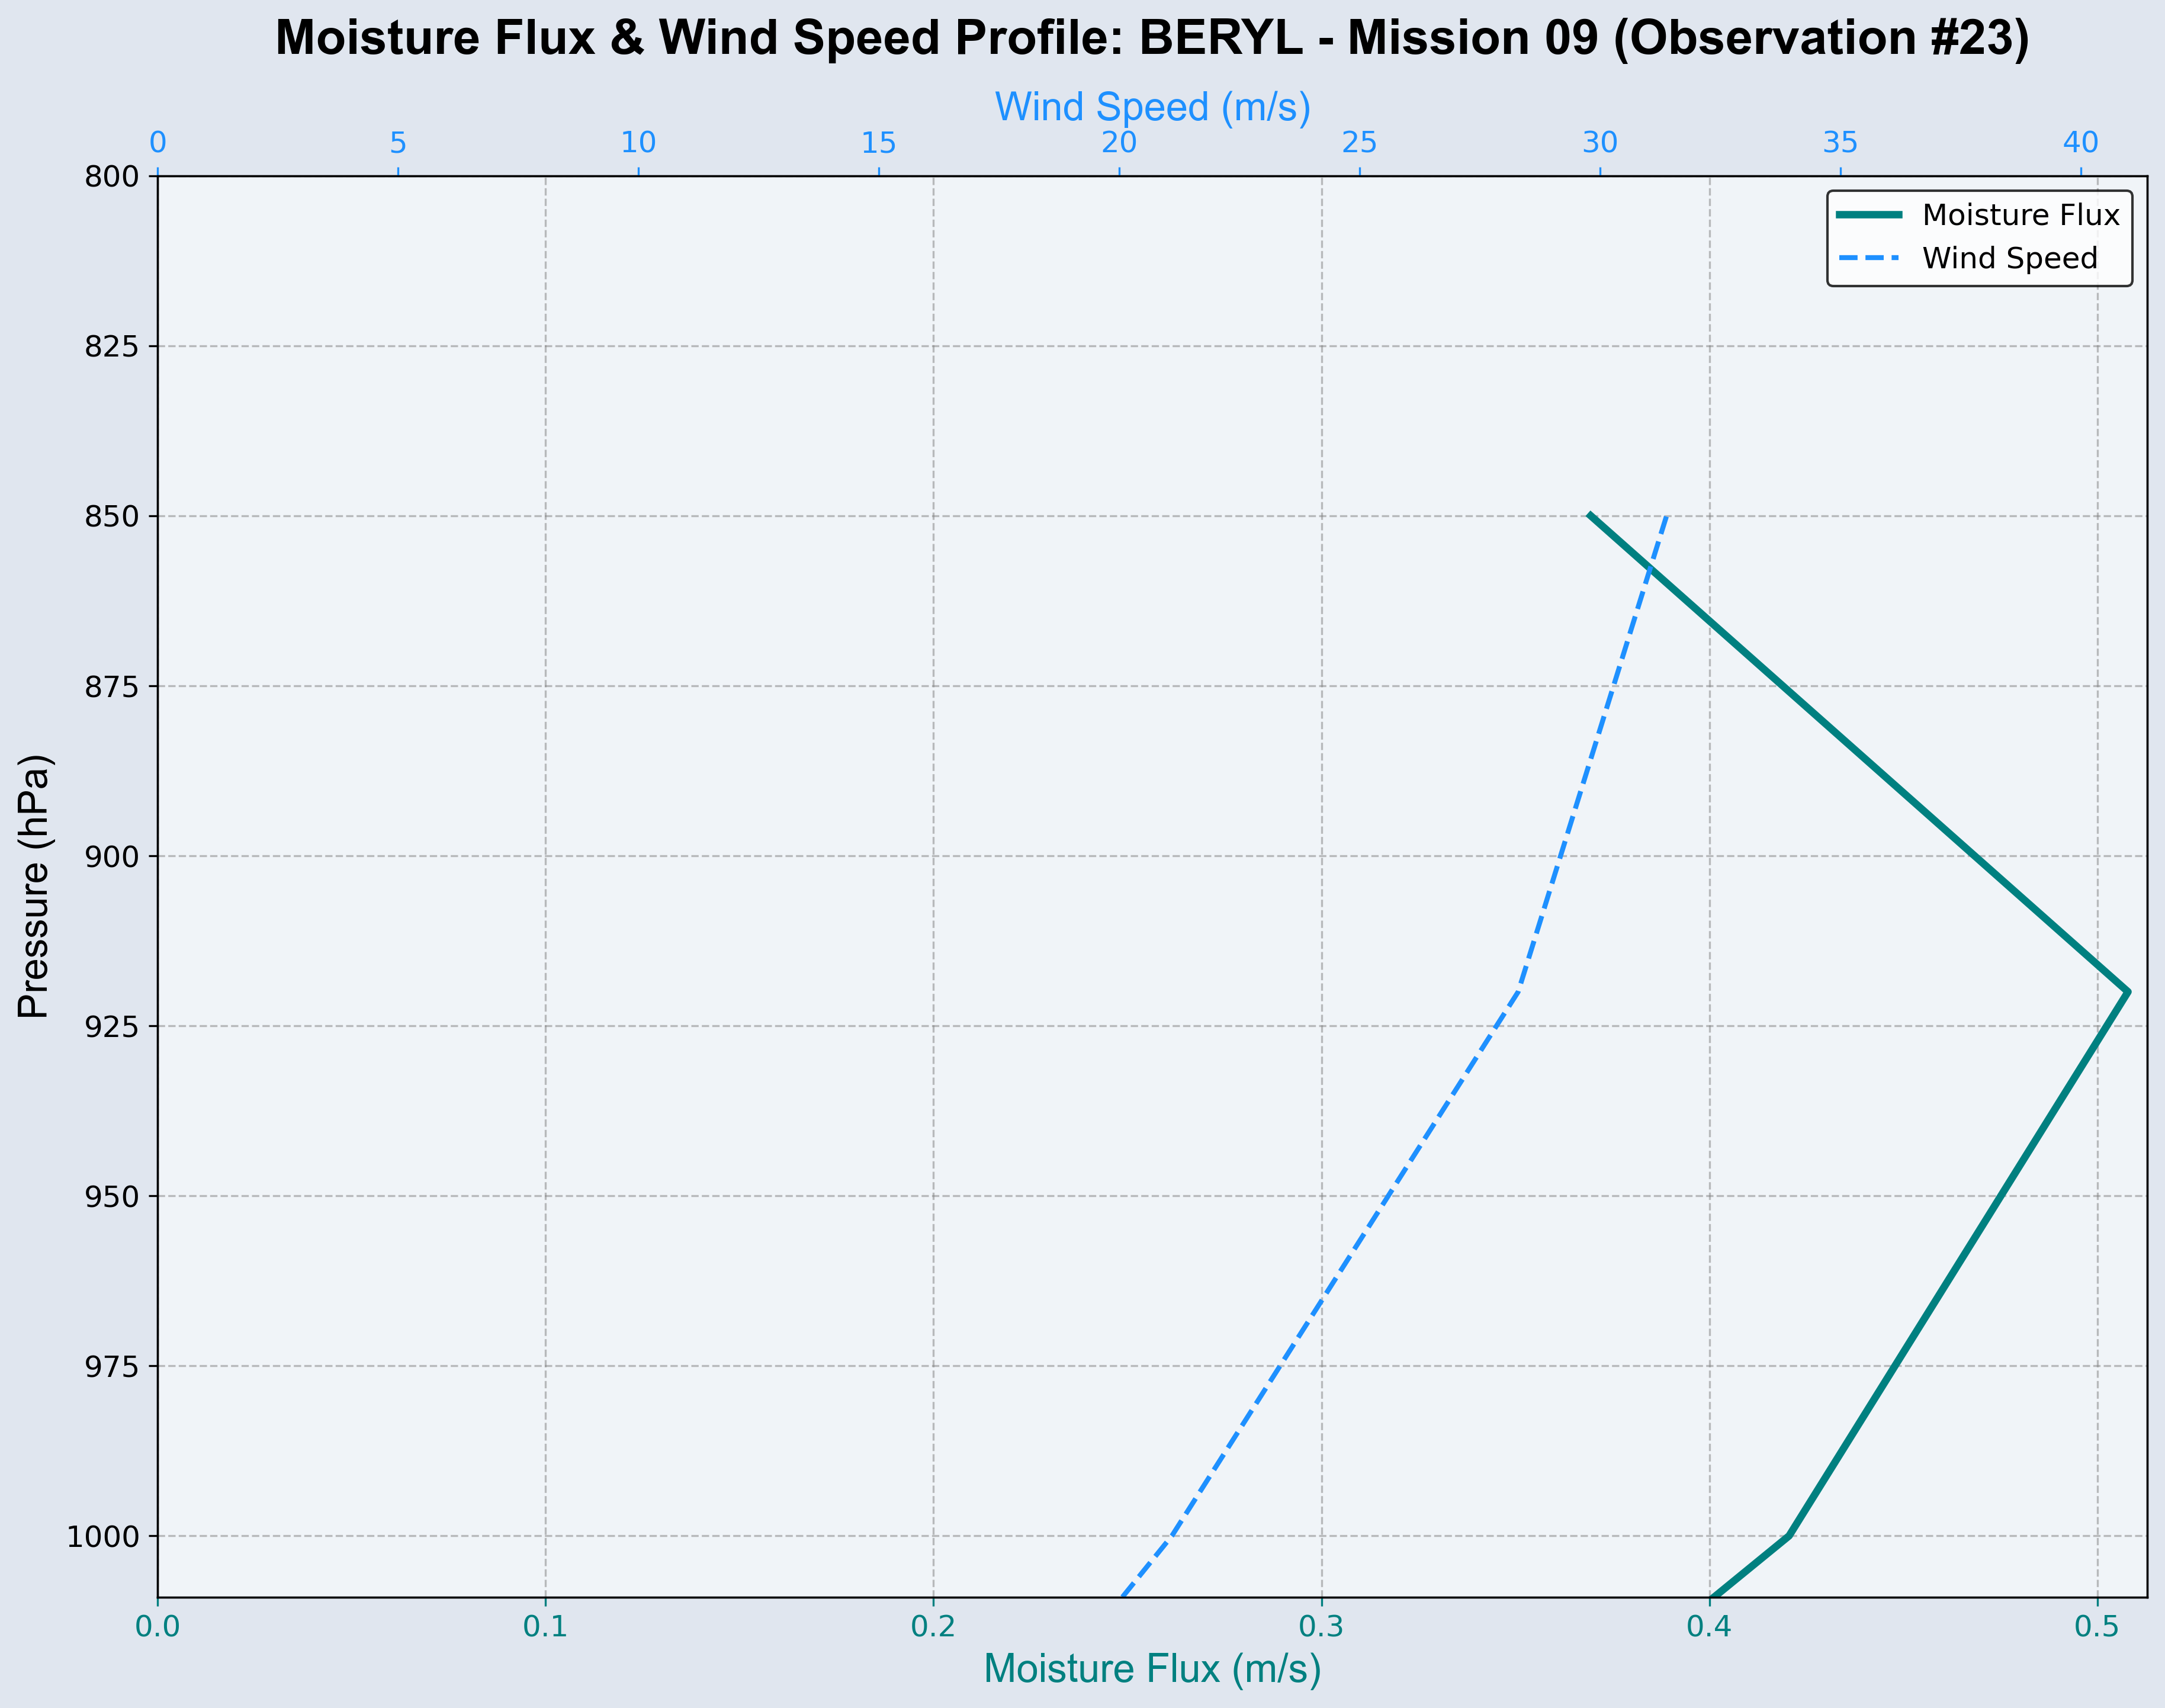 Moisture Flux & Wind Speed Profile: BERYL - Mission 09 (Observation #23)
Wind Speed (m/s)
0 5 10 15 20 25 30 35 40
Moisture Flux
Wind Speed
Pressure (hPa)
800
825
850
875
900
925
950
975
1000
0.0 0.1 0.2 0.3 0.4 0.5
Moisture Flux (m/s)